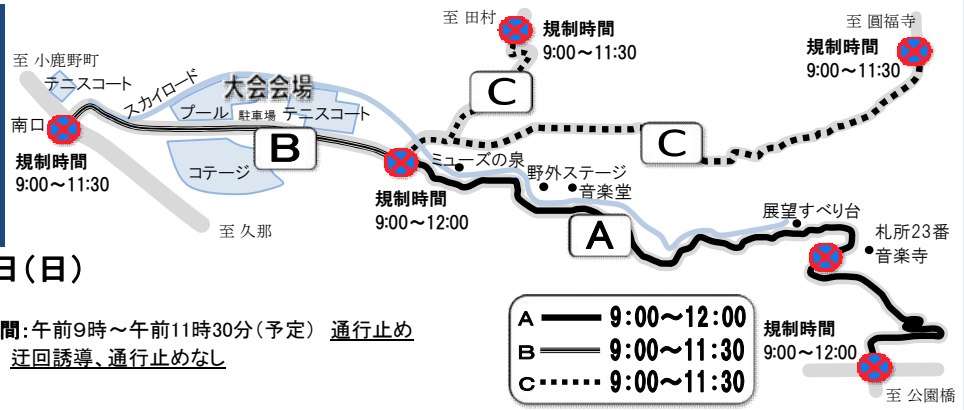 至 田村
規制時間
9:00～11:30
至 圓福寺
規制時間
9:00～11:30
至 小鹿野町
テニスコート
スカイロード
大会会場
プール
駐車場
テニスコート
南口
規制時間
9:00～11:30
B
コテージ
至 久那
C
C
ミューズの泉
規制時間
9:00～12:00
野外ステージ
音楽堂
A
展望すべり台
札所23番
音楽寺
日(日)
間:午前9時～午前11時30分(予定) 通行止め
迂回誘導、通行止めなし
A 9:00～12:00
B 9:00～11:30
C 9:00～11:30
規制時間
9:00～12:00
至 公園橋